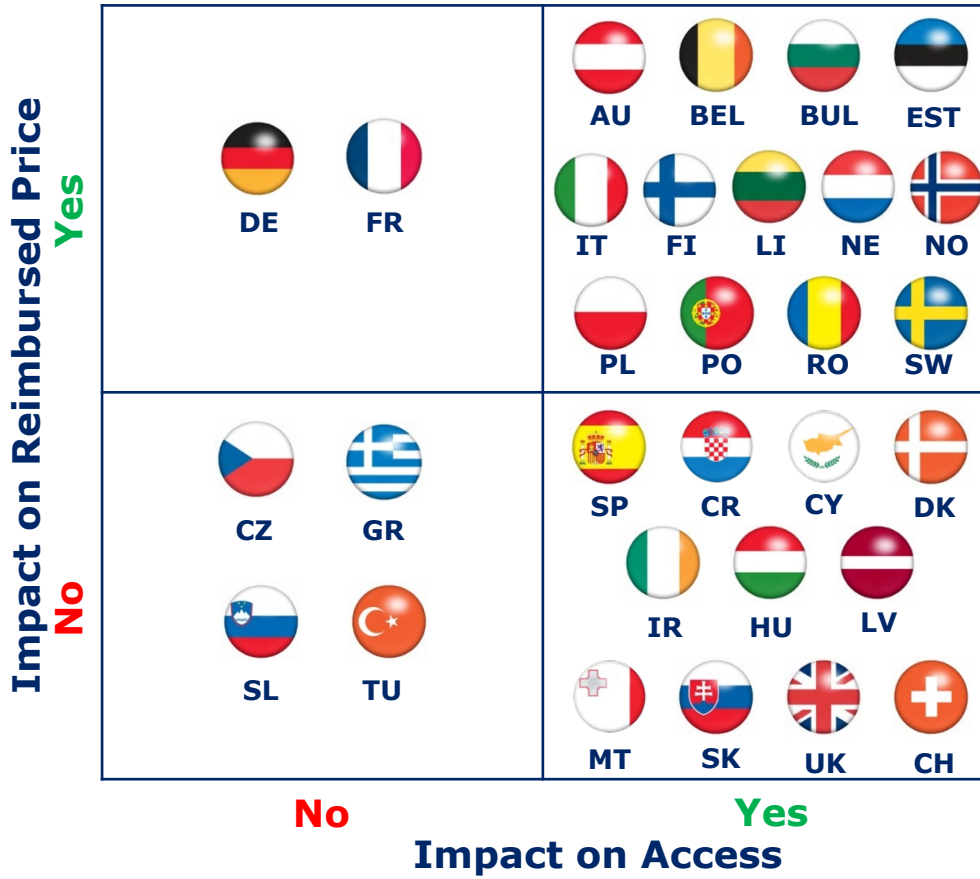 Impact on Reimbursed Price
Yes
No
DE FR
AU BEL BUL EST
IT FI LI NE NO
PL PO RO SW
CZ GR
SL TU
SP CR CY DK
IR HU LV
MT SK UK CH
No Yes
Impact on Access